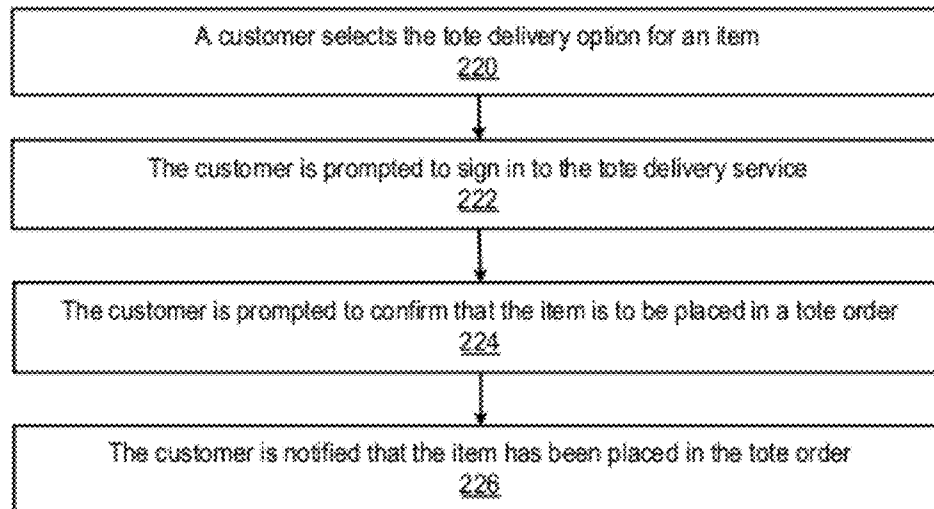 A customer selects the tote delivery option for an item
220
The customer is prompted to sign in to the tote delivery service
222
The customer is prompted to confirm that the item is to be placed in a tote order
224
The customer is notified that the item has been placed in the tote order
226